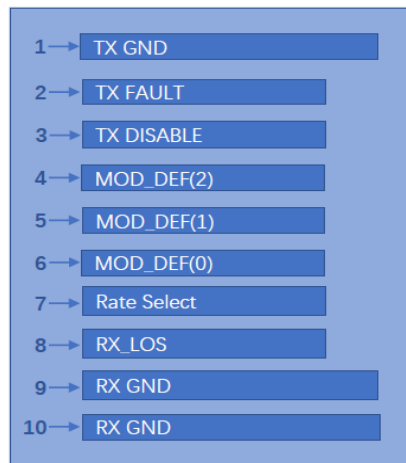 1 TX GND
2 TX FAULT
3 TX DISABLE
4 MOD_DEF(2)
5 MOD_DEF(1)
6 MOD_DEF(0)
7 Rate Select
8 RX_LOS
9 RX GND
10 RX GND